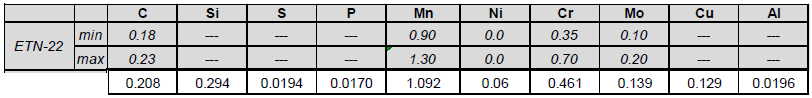 C Si S P Mn Ni Cr Mo Cu Al
ETN-22 min 0.18 --- --- --- 0.90 0.0 0.35 0.10 --- ---
max 0.23 --- --- --- 1.30 0.0 0.70 0.20 --- ---
0.208 0.294 0.0194 0.0170 1.092 0.06 0.461 0.139 0.129 0.0196